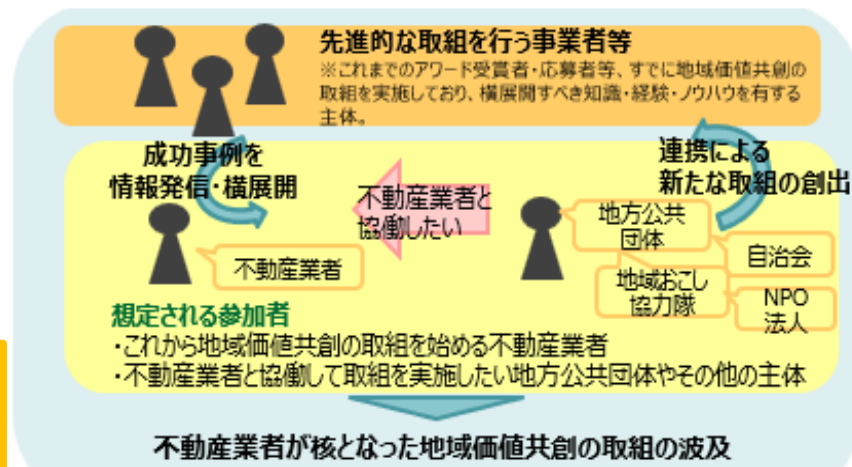 先進的な取組を行う事業者等
※これまでのアワード受賞者・応募者等、すでに地域価値共創の
取組を実施しており、横展開すべき知識・経験・ノウハウを有する
主体。
成功事例を
情報発信・横展開
連携による
新たな取組の創出
不動産業者と
協働したい
不動産業者
地方公共
団体
自治会
地域おこし
協力隊
NPO
法人
想定される参加者
・これから地域価値共創の取組を始める不動産業者
・不動産業者と協働して取組を実施したい地方公共団体やその他の主体
不動産業者が核となった地域価値共創の取組の波及